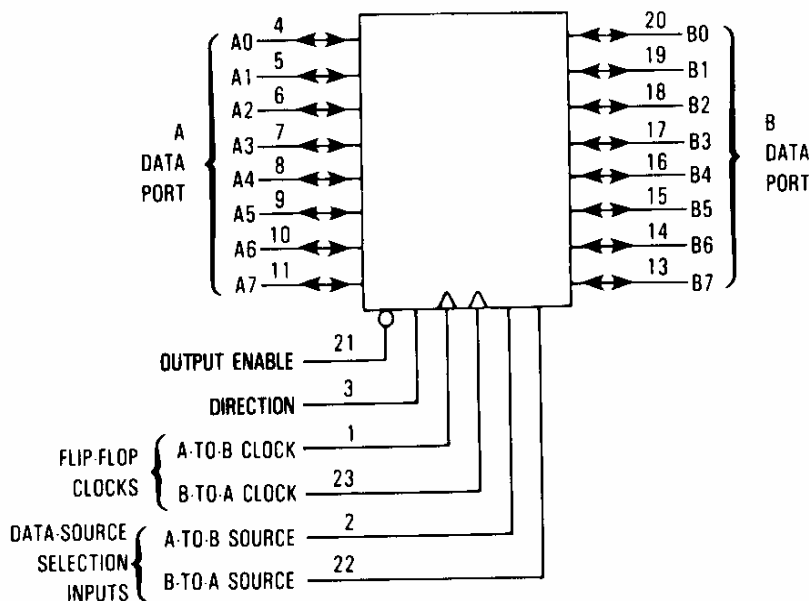 A0 4
A1 5
A2 6
A3 7
A4 8
A5 9
A6 10
A7 11
A
DATA
PORT
20 B0
19 B1
18 B2
17 B3
16 B4
15 B5
14 B6
13 B7
B
DATA
PORT
OUTPUT ENABLE 21
DIRECTION 3
FLIP-FLOP
CLOCKS
A-TO-B CLOCK 1
B-TO-A CLOCK 23
DATA-SOURCE
SELECTION
INPUTS
A-TO-B SOURCE 2
B-TO-A SOURCE 22